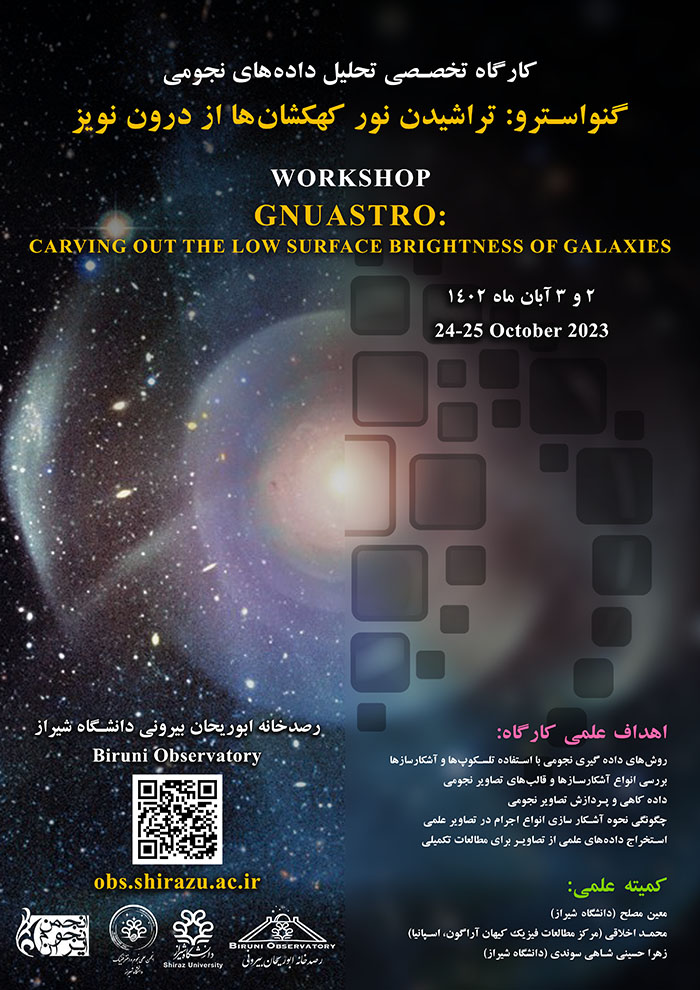 کارگاه تخصصی تحلیل داده‌های نجومی
گنواسترو: تراشیدن نور کهکشان‌ها از درون نویز
WORKSHOP
GNUASTRO:
CARVING OUT THE LOW SURFACE BRIGHTNESS OF GALAXIES
۲ و ۳ آبان ماه ۱۴۰۲
24-25 October 2023
رصدخانه ابوریحان بیرونی دانشگاه شیراز
Biruni Observatory
obs.shirazu.ac.ir
اهداف علمی کارگاه:
روش‌های داده گیری نجومی با استفاده تلسکوپ‌ها و آشکارسازها
بررسی انواع آشکارسازها و قالب‌های تصاویر نجومی
داده کاهی و پردازش تصاویر نجومی
چگونگی نحوه آشکار سازی انواع اجرام در تصاویر علمی
استخراج داده‌های علمی از تصاویر برای مطالعات تکمیلی
کمیته علمی:
معین مصلح (دانشگاه شیراز)
محمد اخلاقی (مرکز مطالعات فیزیک کیهان آراگون، اسپانیا)
زهرا حسینی شاهی سوندی (دانشگاه شیراز)
دانشگاه شیراز
Shiraz University
BIRUNI OBSERVATORY
رصدخانه ابوریحان بیرونی